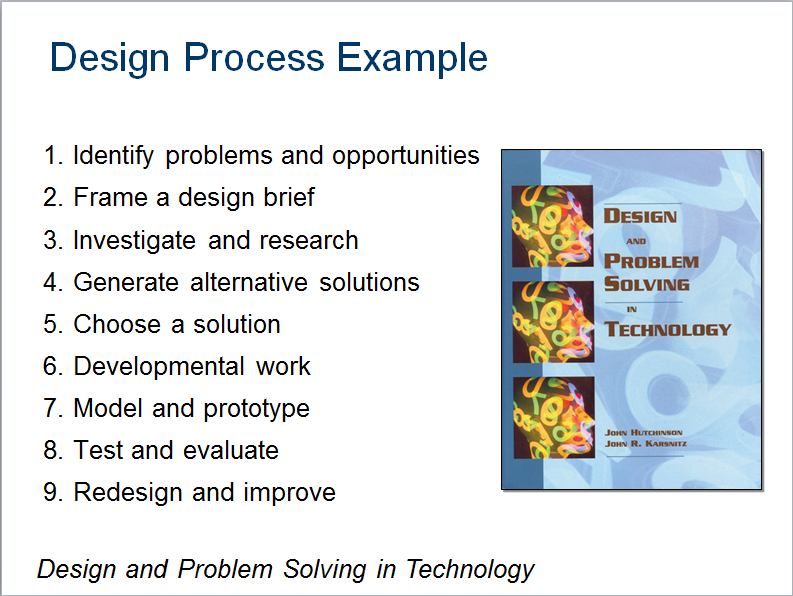 Design Process Example
1. Identify problems and opportunities
2. Frame a design brief
3. Investigate and research
4. Generate alternative solutions
5. Choose a solution
6. Developmental work
7. Model and prototype
8. Test and evaluate
9. Redesign and improve
DESIGN
AND
PROBLEM
SOLVING
IN
TECHNOLOGY
JOHN HUTCHINSON
JOHN R. KARSNITZ
Design and Problem Solving in Technology